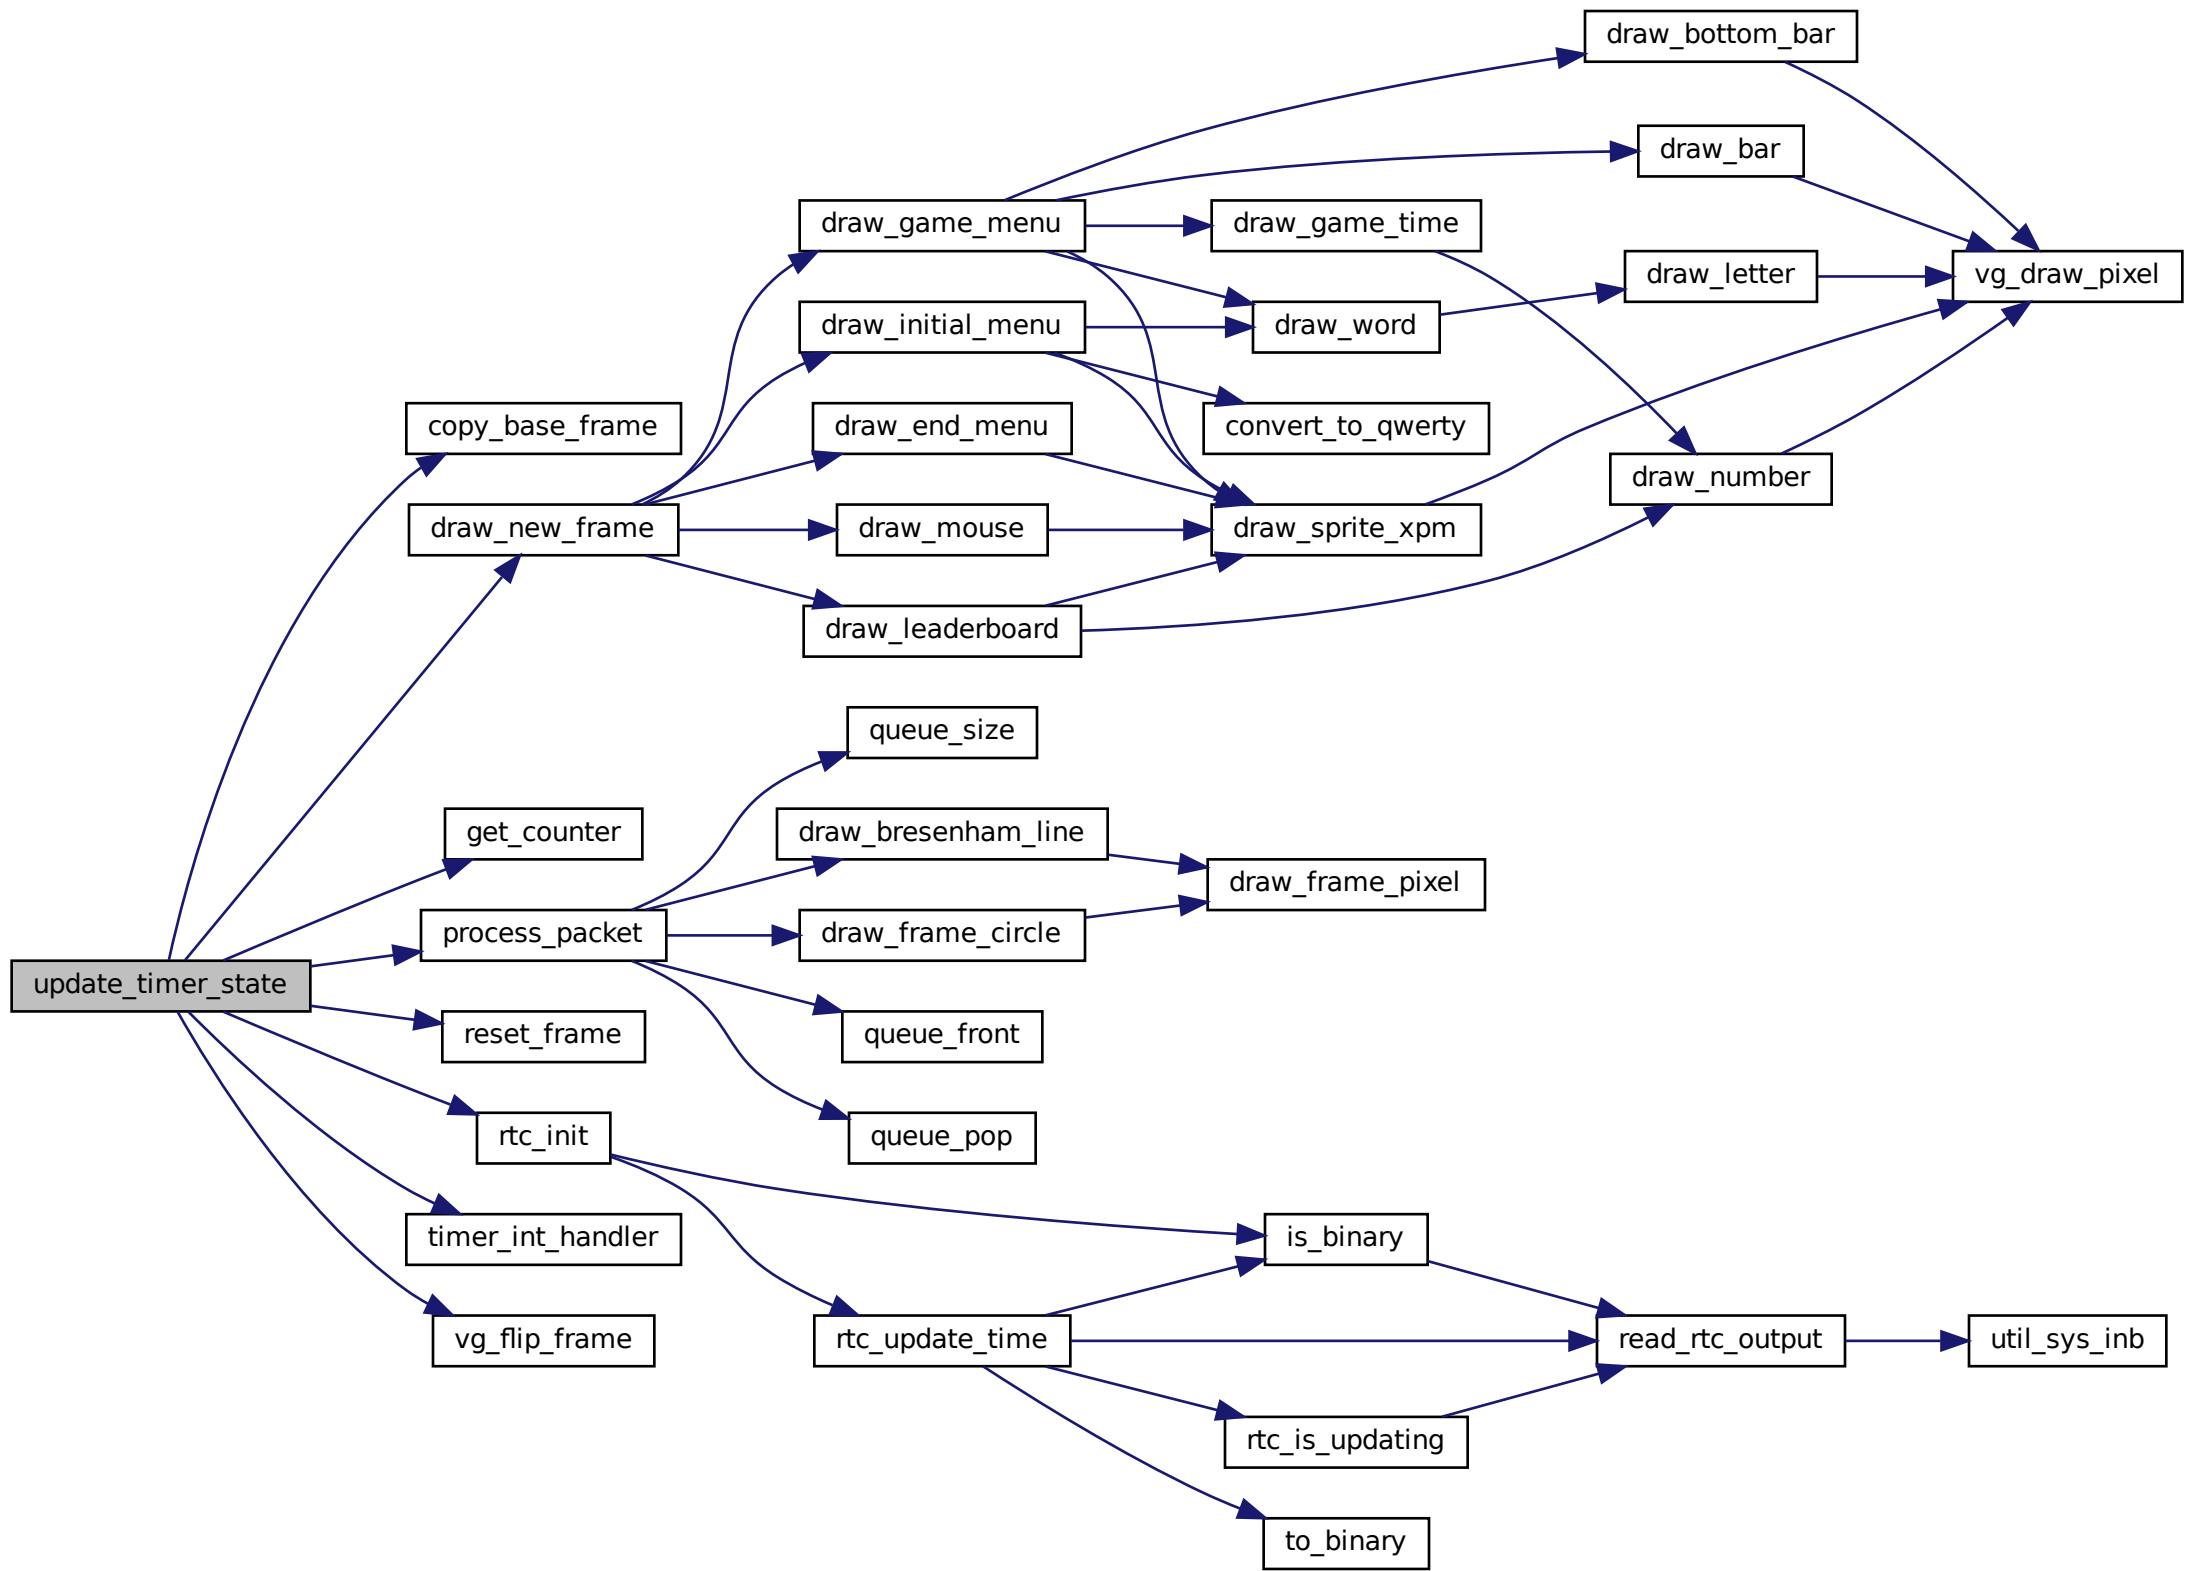 update_timer_state
copy_base_frame
draw_new_frame
draw_game_menu
draw_bottom_bar
vg_draw_pixel
draw_bar
draw_game_time
draw_number
draw_word
draw_letter
draw_sprite_xpm
draw_initial_menu
convert_to_qwerty
draw_end_menu
draw_mouse
draw_leaderboard
get_counter
process_packet
queue_size
draw_bresenham_line
draw_frame_pixel
draw_frame_circle
queue_front
queue_pop
reset_frame
rtc_init
is_binary
read_rtc_output
util_sys_inb
rtc_update_time
rtc_is_updating
to_binary
timer_int_handler
vg_flip_frame